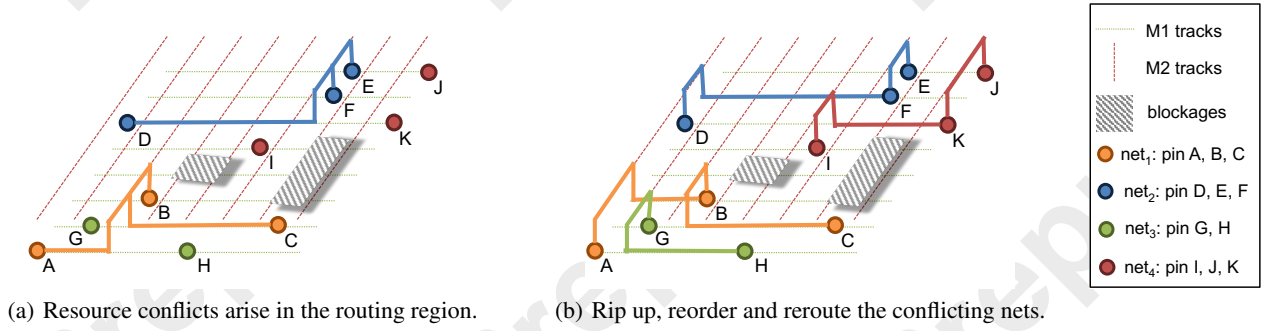 E
J
F
D
K
I
B
G
C
A
H
E
J
F
D
K
I
B
G
C
A
H
M1 tracks
M2 tracks
blockages
net1: pin A, B, C
net2: pin D, E, F
net3: pin G, H
net4: pin I, J, K
(a) Resource conflicts arise in the routing region.
(b) Rip up, reorder and reroute the conflicting nets.